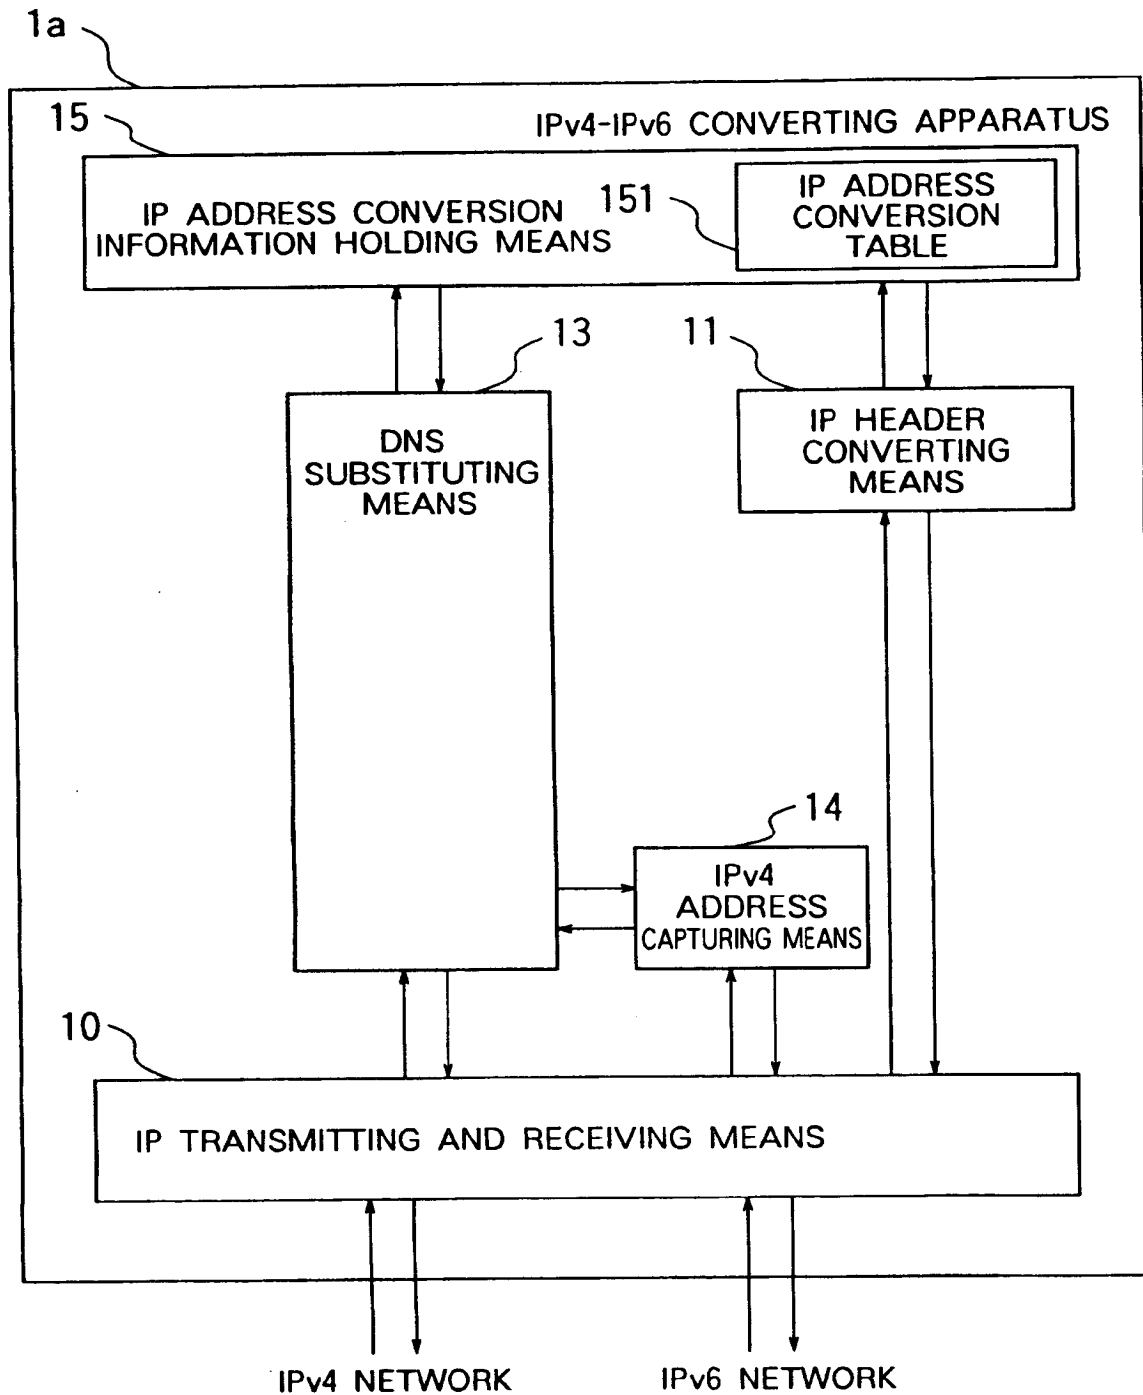 1a
IPv4-IPv6 CONVERTING APPARATUS
15
IP ADDRESS CONVERSION
INFORMATION HOLDING MEANS
151
IP ADDRESS
CONVERSION
TABLE
13
11
DNS
SUBSTITUTING
MEANS
IP HEADER
CONVERTING
MEANS
14
IPv4
ADDRESS
CAPTURING MEANS
10
IP TRANSMITTING AND RECEIVING MEANS
IPv4 NETWORK
IPv6 NETWORK